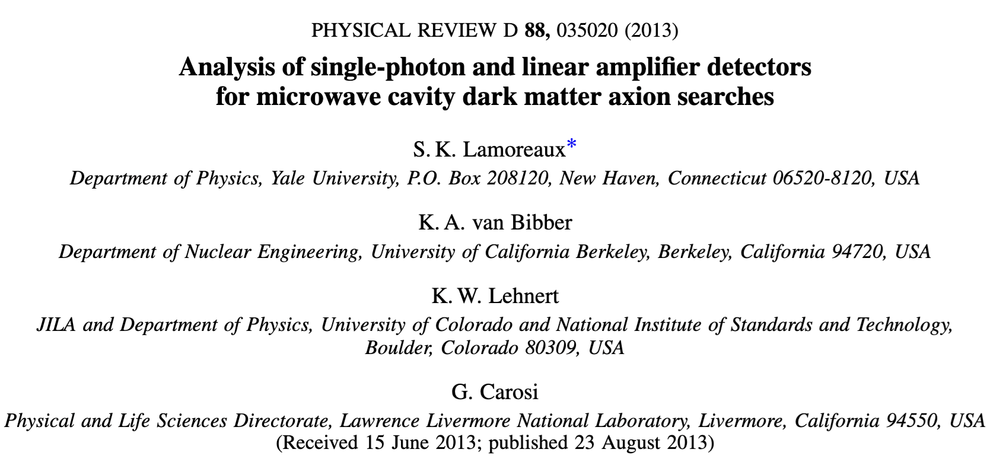 PHYSICAL REVIEW D 88, 035020 (2013)
Analysis of single-photon and linear amplifier detectors
for microwave cavity dark matter axion searches
S. K. Lamoreaux*
Department of Physics, Yale University, P.O. Box 208120, New Haven, Connecticut 06520-8120, USA
K. A. van Bibber
Department of Nuclear Engineering, University of California Berkeley, Berkeley, California 94720, USA
K. W. Lehnert
JILA and Department of Physics, University of Colorado and National Institute of Standards and Technology,
Boulder, Colorado 80309, USA
G. Carosi
Physical and Life Sciences Directorate, Lawrence Livermore National Laboratory, Livermore, California 94550, USA
(Received 15 June 2013; published 23 August 2013)